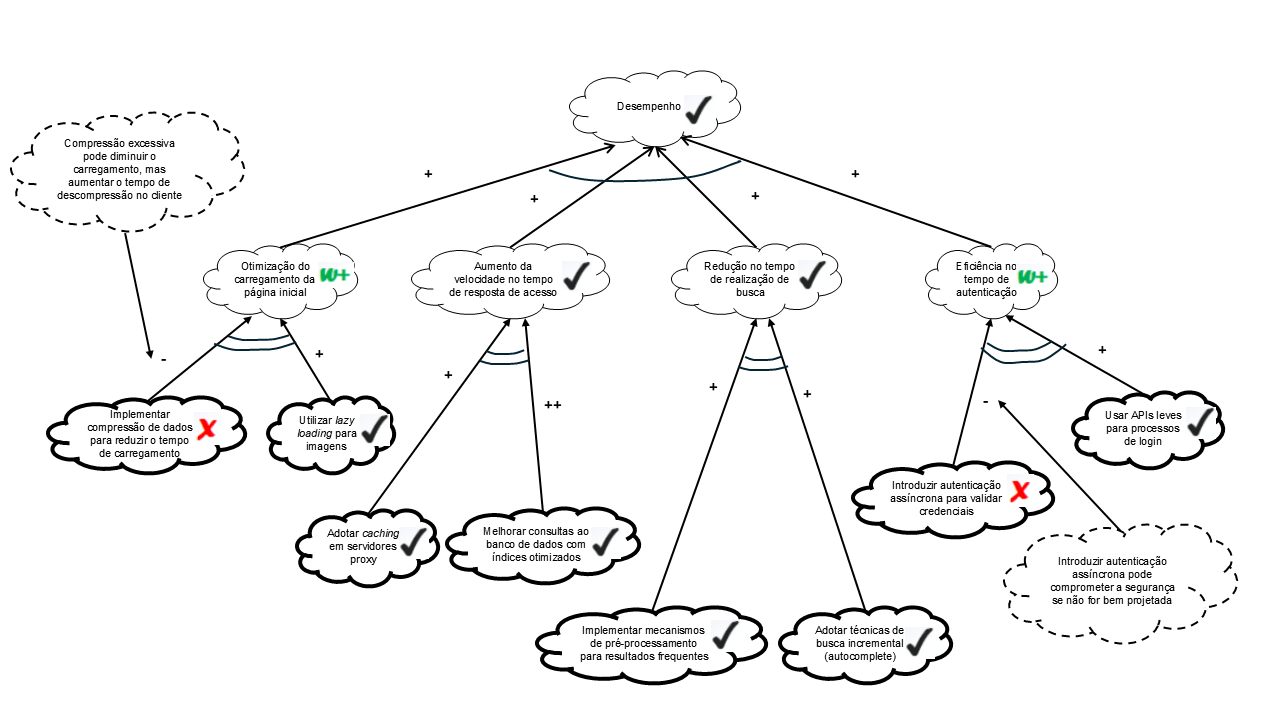 Desempenho
Compressão excessiva
pode diminuir o
carregamento, mas
aumentar o tempo de
descompressão no cliente
+
+
+
+
Otimização do
carregamento da
página inicial
W+
Aumento da
velocidade no tempo
de resposta de acesso
Redução no tempo
de realização de
busca
Eficiência no
tempo de
autenticação
W+
-
+
+
++
+
+
-
+
Implementar
compressão de dados
para reduzir o tempo
de carregamento
Utilizar lazy
loading para
imagens
Usar APIs leves
para processos
de login
Introduzir autenticação
assíncrona para validar
credenciais
Adotar caching
em servidores
proxy
Melhorar consultas ao
banco de dados com
índices otimizados
Introduzir autenticação
assíncrona pode
comprometer a segurança
se não for bem projetada
Implementar mecanismos
de pré-processamento
para resultados frequentes
Adotar técnicas de
busca incremental
(autocomplete)